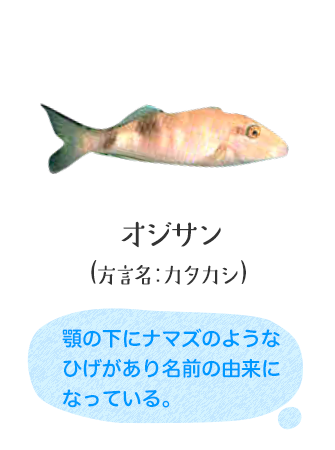 オジサン
(方言名:カタカシ)
顎の下にナマズのような
ひげがあり名前の由来に
なっている。